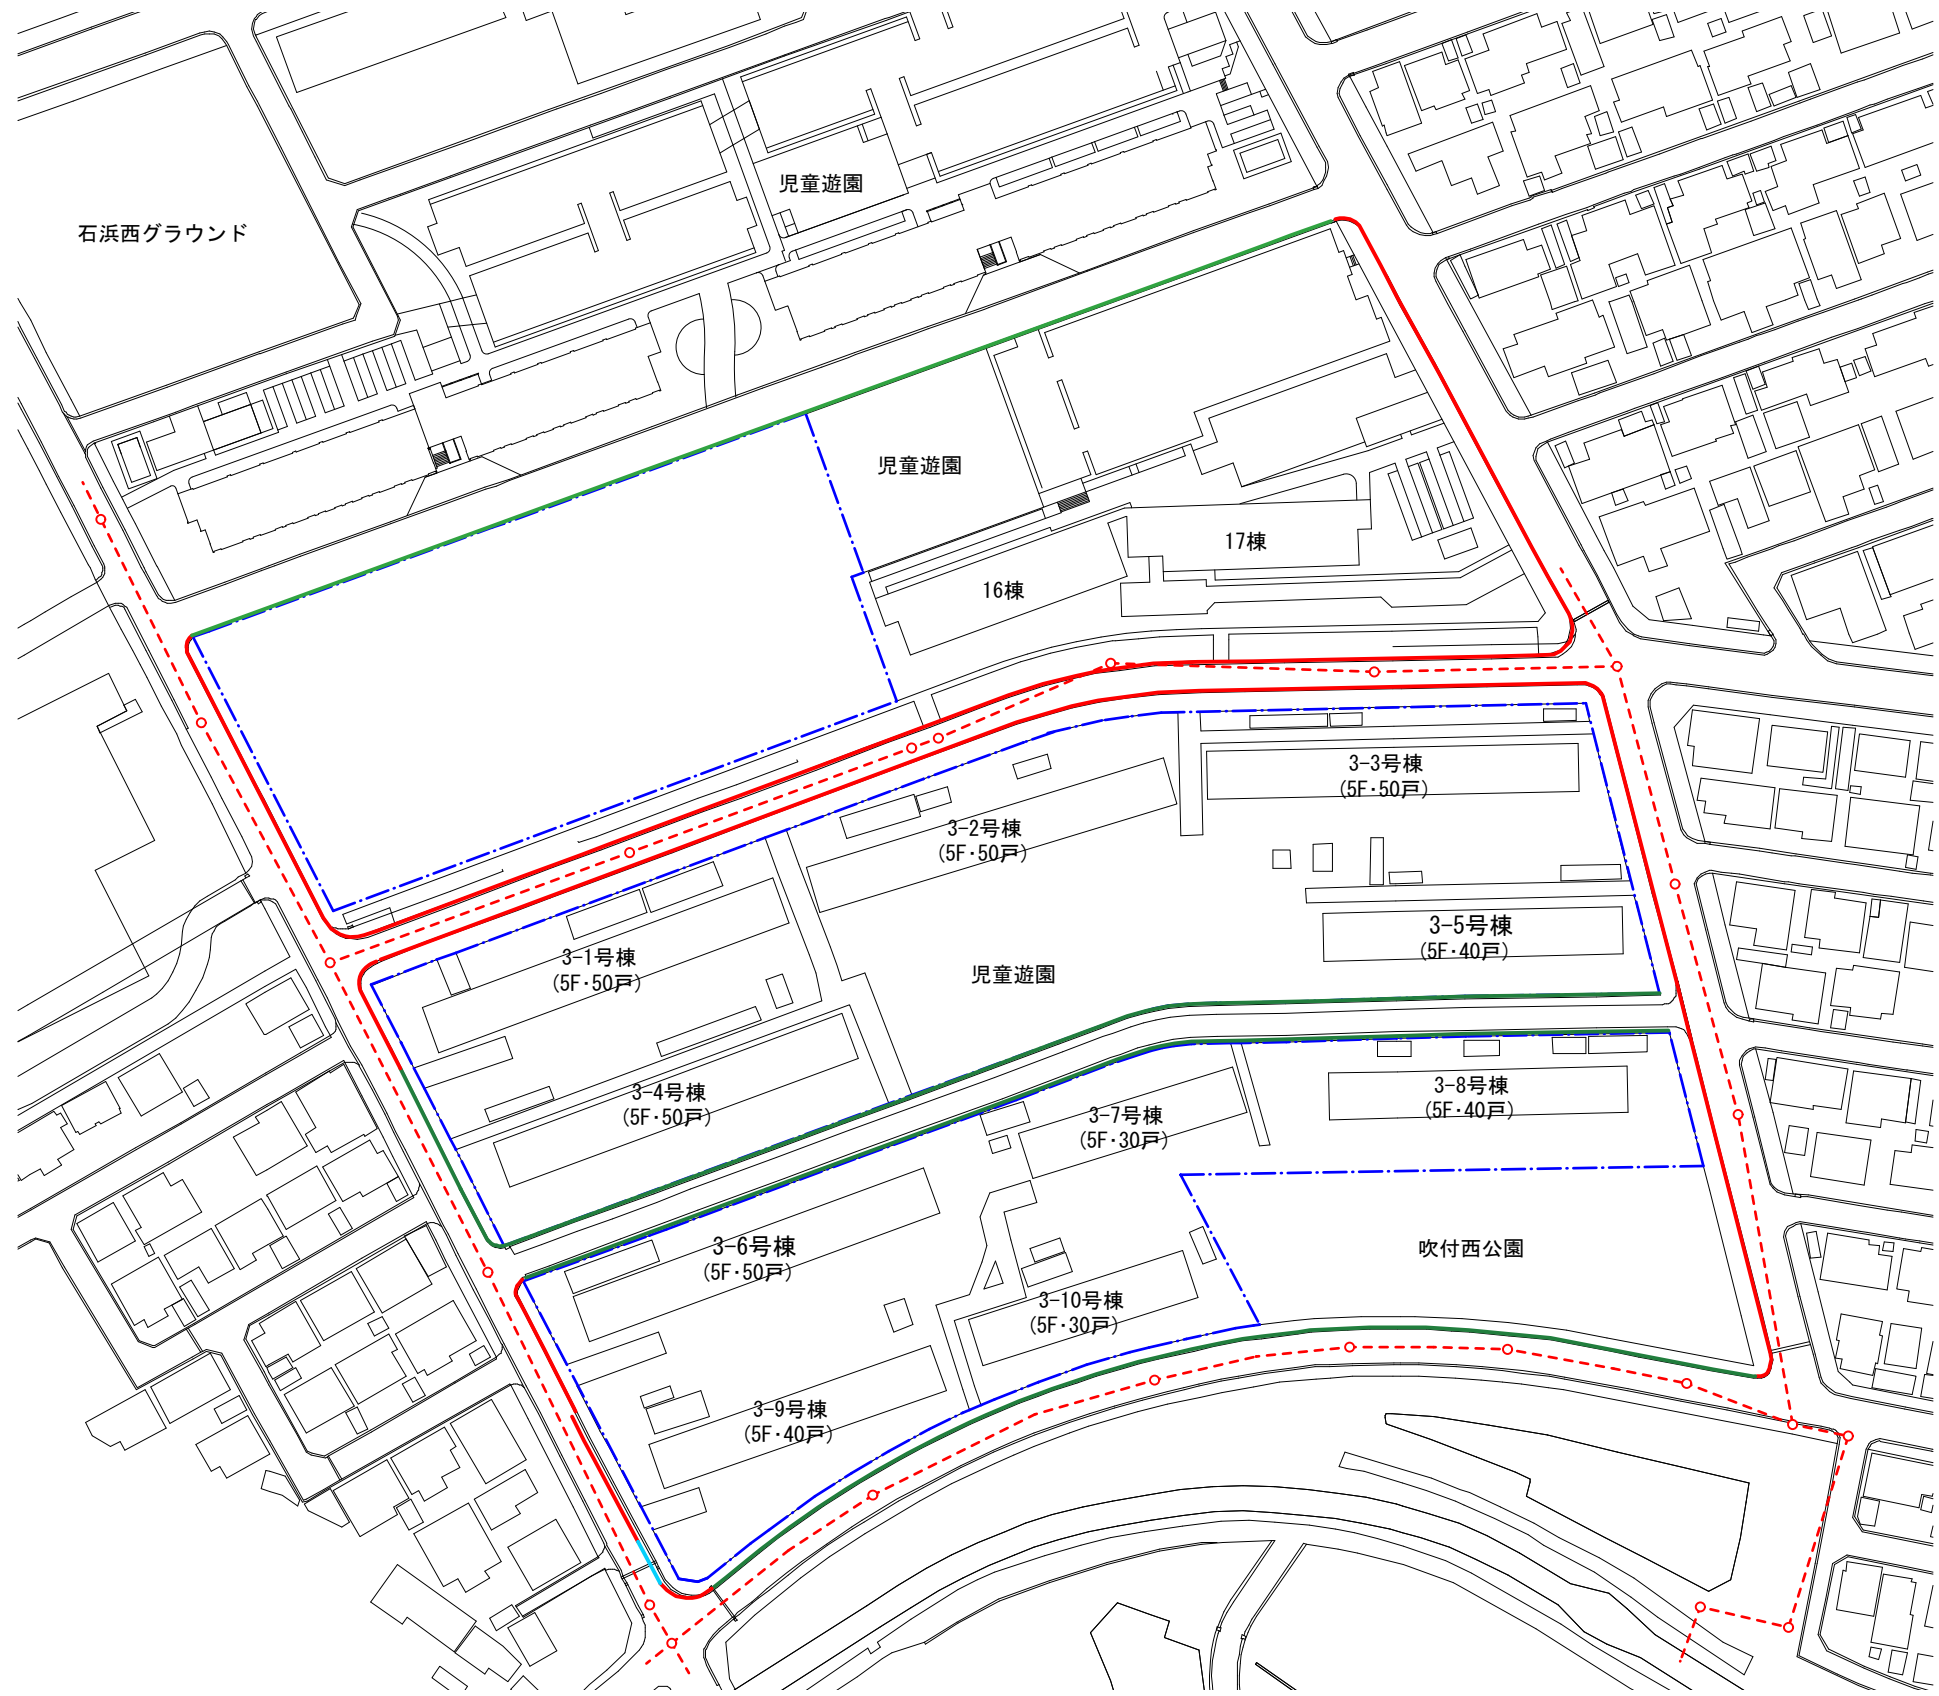 児童遊園
石浜西グラウンド
児童遊園
17棟
16棟
3-3号棟
(5F·50戸)
3-2号棟
(5F·50戸)
3-5号棟
(5F·40戸)
3-1号棟
(5F·50戸)
児童遊園
3-4号棟
(5F·50戸)
3-8号棟
(5F·40戸)
3-7号棟
(5F·30戸)
3-6号棟
(5F·50戸)
吹付西公園
3-10号棟
(5F·30戸)
3-9号棟
(5F·40戸)